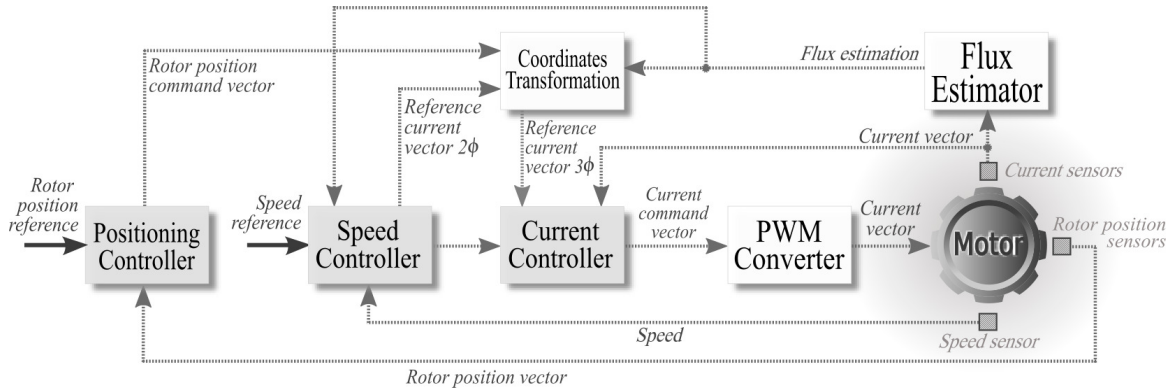 Rotor position
command vector
Coordinates
Transformation
Flux estimation
Flux
Estimator
Reference
current
vector 2ϕ
Reference
current
vector 3ϕ
Current vector
Current sensors
Rotor
position
reference
Positioning
Controller
Speed
reference
Speed
Controller
Current
Controller
Current
command
vector
PWM
Converter
Current
vector
Motor
Rotor position
sensors
Speed
Speed sensor
Rotor position vector